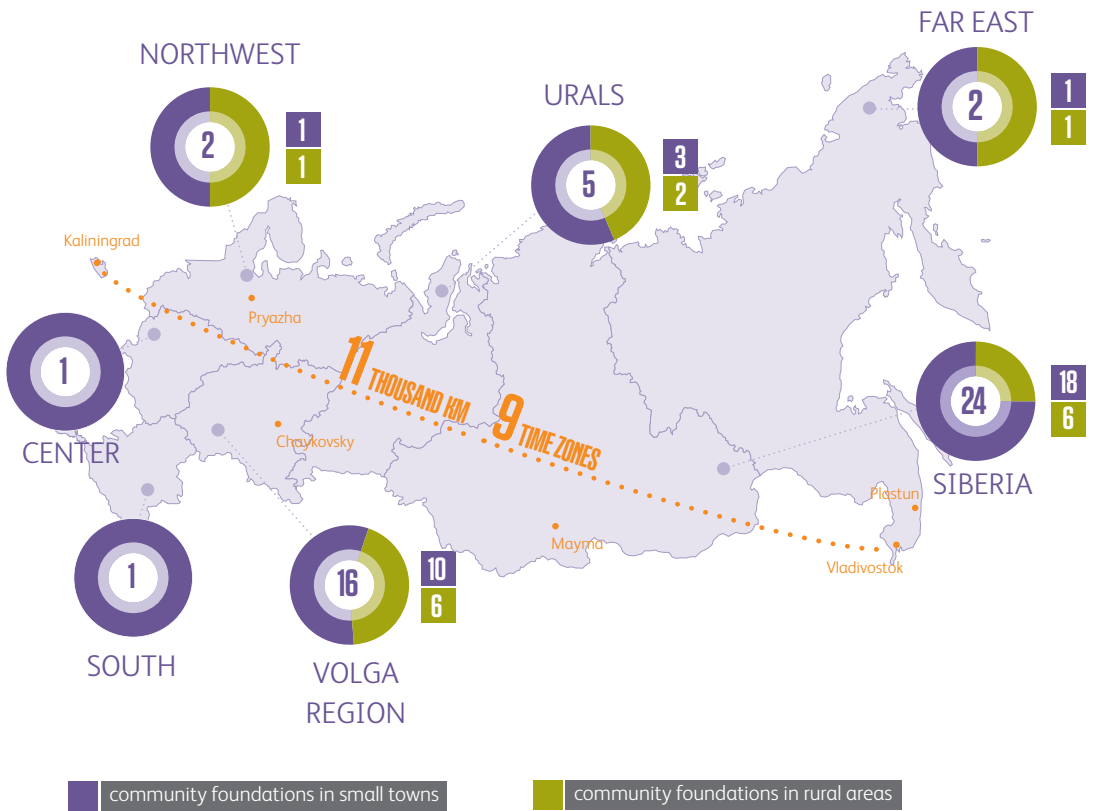 FAR EAST
2
1
1
NORTHWEST
2
1
1
URALS
5
3
2
Kaliningrad
Pryazha
1
CENTER
11 THOUSAND KM
9 TIME ZONES
Chaykovsky
24
18
6
SIBERIA
Plastun
Mayma
Vladivostok
1
SOUTH
16
10
6
VOLGA
REGION
community foundations in small towns
community foundations in rural areas